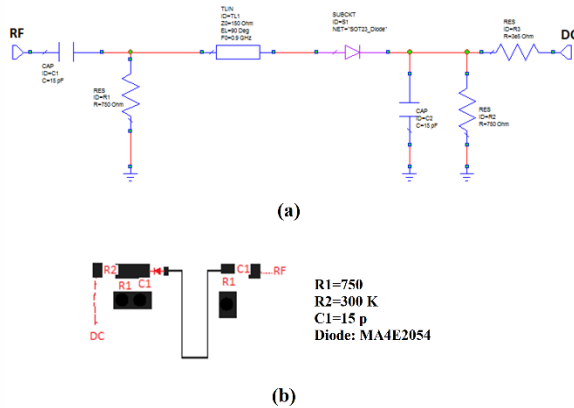 RF
CAP
ID=C1
C=15 pF
RES
ID=R1
R=750 Ohm
TLIN
ID=TL1
Z0=150 Ohm
EL=90 Deg
F0=0.9 GHz
SUBCKT
ID=S1
NET="SOT23_Diode"
CAP
ID=C2
C=15 pF
RES
ID=R2
R=750 Ohm
RES
ID=R3
R=3e5 Ohm
DC
(a)
R2
R1 C1
DC
C1
RF
R1
R1=750
R2=300 K
C1=15 p
Diode: MA4E2054
(b)